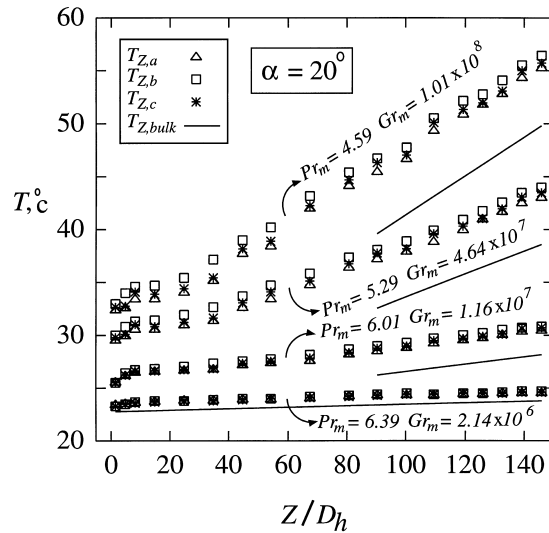 60
50
40
30
20
T,°c
T_{Z,a}
T_{Z,b}
T_{Z,c}
T_{Z,bulk}
α = 20°
Pr_m = 4.59 Gr_m = 1.01x10^8
Pr_m = 5.29 Gr_m = 4.64x10^7
Pr_m = 6.01 Gr_m = 1.16x10^7
Pr_m = 6.39 Gr_m = 2.14x10^6
0 20 40 60 80 100 120 140
Z/D_h